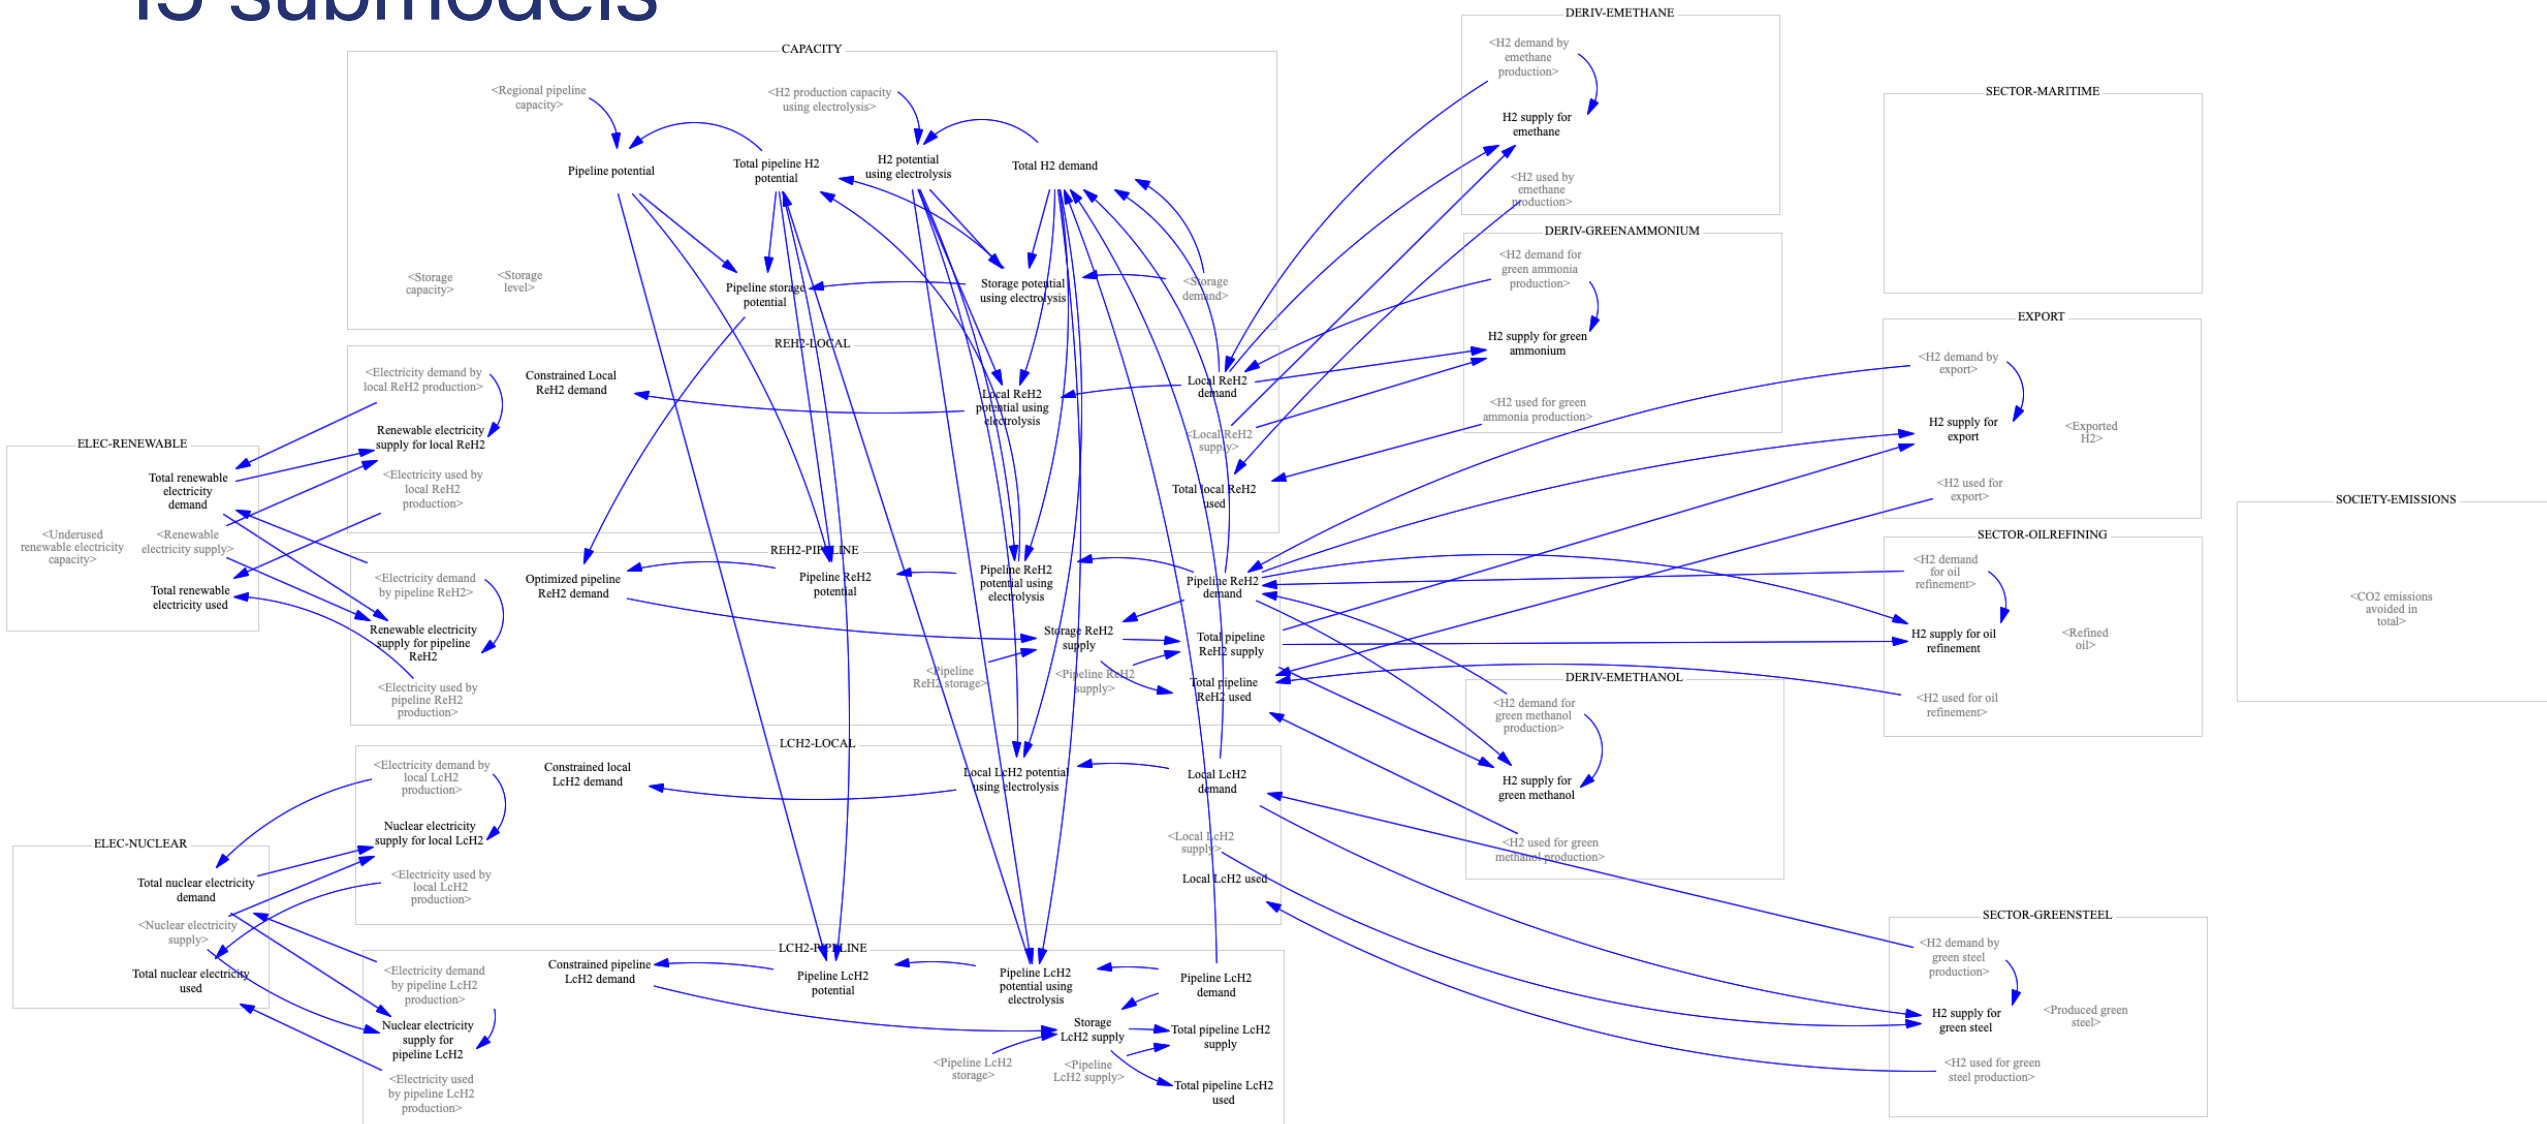 submodels
CAPACITY
<Regional pipeline
capacity>
<H2 production capacity
using electrolysis>
Pipeline potential
Total pipeline H2
potential
H2 potential
using electrolysis
Total H2 demand
<Storage
capacity>
<Storage
level>
Pipeline storage
potential
Storage potential
using electrolysis
<Storage
demand>
REH2-LOCAL
<Electricity demand by
local ReH2 production>
Constrained Local
ReH2 demand
Renewable electricity
supply for local ReH2
<Electricity used by
local ReH2
production>
Local ReH2
potential using
electrolysis
Local ReH2
demand
<Local ReH2
supply>
Total local ReH2
used
ELEC-RENEWABLE
Total renewable
electricity
demand
<Underused
renewable electricity
capacity>
<Renewable
electricity supply>
Total renewable
electricity used
REH2-PIPELINE
<Electricity demand
by pipeline ReH2>
Optimized pipeline
ReH2 demand
Pipeline ReH2
potential
Pipeline ReH2
potential using
electrolysis
Pipeline ReH2
demand
Renewable electricity
supply for pipeline
ReH2
Storage ReH2
supply
Total pipeline
ReH2 supply
<Pipeline
ReH2 storage>
<Pipeline ReH2
supply>
Total pipeline
ReH2 used
<Electricity used by
pipeline ReH2
production>
LCH2-LOCAL
<Electricity demand by
local LcH2
production>
Constrained local
LcH2 demand
Local LcH2 potential
using electrolysis
Local LcH2
demand
Nuclear electricity
supply for local LcH2
<Local LcH2
supply>
<Electricity used by
local LcH2
production>
Local LcH2 used
ELEC-NUCLEAR
Total nuclear electricity
demand
<Nuclear electricity
supply>
Total nuclear electricity
used
LCH2-PIPELINE
<Electricity demand
by pipeline LcH2
production>
Constrained pipeline
LcH2 demand
Pipeline LcH2
potential
Pipeline LcH2
potential using
electrolysis
Pipeline LcH2
demand
Nuclear electricity
supply for
pipeline LcH2
Storage
LcH2 supply
Total pipeline LcH2
supply
<Pipeline LcH2
storage>
<Pipeline
LcH2 supply>
Total pipeline LcH2
used
<Electricity used
by pipeline LcH2
production>
DERIV-EMETHANE
<H2 demand by
emethane
production>
H2 supply for
emethane
<H2 used by
emethane
production>
DERIV-GREENAMMONIUM
<H2 demand for
green ammonia
production>
H2 supply for green
ammonium
<H2 used for green
ammonia production>
DERIV-EMETHANOL
<H2 demand for
green methanol
production>
H2 supply for
green methanol
<H2 used for green
methanol production>
SECTOR-MARITIME
EXPORT
<H2 demand by
export>
H2 supply for
export
<Exported
H2>
<H2 used for
export>
SECTOR-OILREFINING
<H2 demand
for oil
refinement>
H2 supply for oil
refinement
<Refined
oil>
<H2 used for oil
refinement>
SECTOR-GREENSTEEL
<H2 demand by
green steel
production>
H2 supply for
green steel
<Produced green
steel>
<H2 used for green
steel production>
SOCIETY-EMISSIONS
<CO2 emissions
avoided in
total>